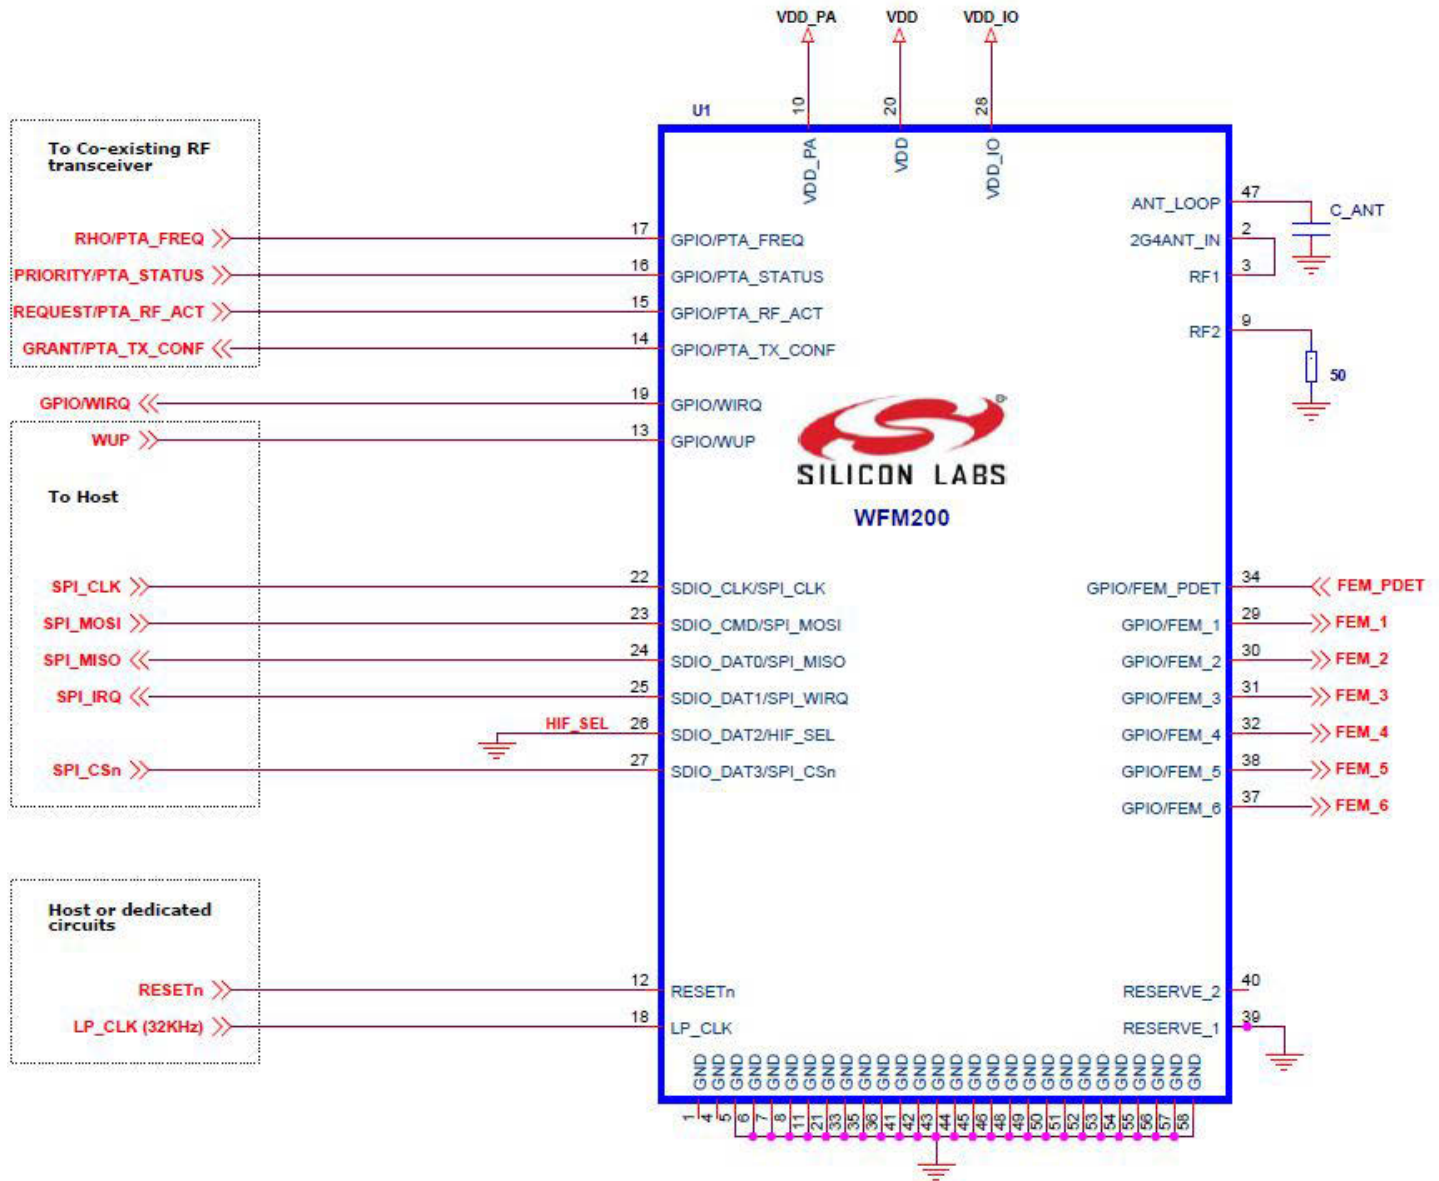 VDD_PA VDD VDD_IO
10 20 28
U1
VDD_PA VDD VDD_IO
To Co-existing RF
transceiver
RHO/PTA_FREQ 17 GPIO/PTA_FREQ
PRIORITY/PTA_STATUS 16 GPIO/PTA_STATUS
REQUEST/PTA_RF_ACT 15 GPIO/PTA_RF_ACT
GRANT/PTA_TX_CONF 14 GPIO/PTA_TX_CONF
GPIO/WIRQ 19 GPIO/WIRQ
WUP 13 GPIO/WUP
To Host
SPI_CLK 22 SDIO_CLK/SPI_CLK
SPI_MOSI 23 SDIO_CMD/SPI_MOSI
SPI_MISO 24 SDIO_DAT0/SPI_MISO
SPI_IRQ 25 SDIO_DAT1/SPI_WIRQ
HIF_SEL 26 SDIO_DAT2/HIF_SEL
SPI_CSn 27 SDIO_DAT3/SPI_CSn
Host or dedicated
circuits
RESETn 12 RESETn
LP_CLK (32KHz) 18 LP_CLK
®
SILICON LABS
WFM200
ANT_LOOP 47 C_ANT
2G4ANT_IN 2
RF1 3
RF2 9
50
GPIO/FEM_PDET 34 FEM_PDET
GPIO/FEM_1 29 FEM_1
GPIO/FEM_2 30 FEM_2
GPIO/FEM_3 31 FEM_3
GPIO/FEM_4 32 FEM_4
GPIO/FEM_5 38 FEM_5
GPIO/FEM_6 37 FEM_6
RESERVE_2 40
RESERVE_1 39
GND GND GND GND GND GND GND GND GND GND GND GND GND GND GND GND GND GND GND GND GND GND GND GND GND GND GND GND
1 4 5 6 7 8 11 21 33 35 36 41 42 43 44 45 46 48 49 50 51 52 53 54 55 56 57 58